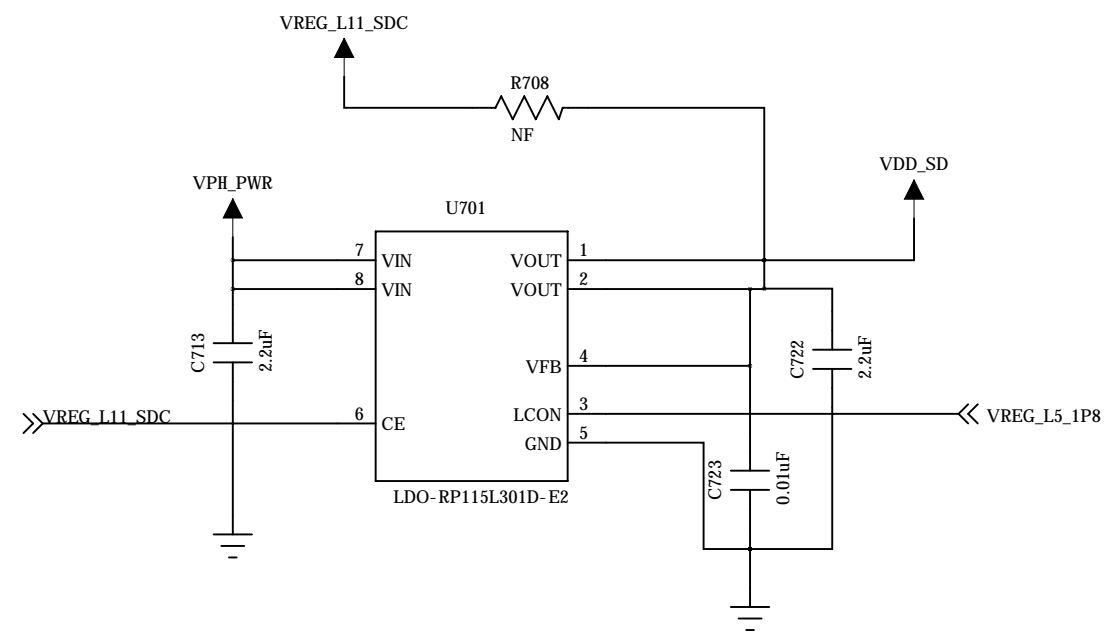 VREG_L11_SDC
R708
NF
VDD_SD
VPH_PWR
U701
7 VIN VOUT 1
8 VIN VOUT 2
C713 2.2uF
C722 2.2uF
VFB 4
VREG_L11_SDC 6 CE
LCON 3 VREG_L5_1P8
GND 5
C723 0.01uF
LDO-RP115L301D-E2